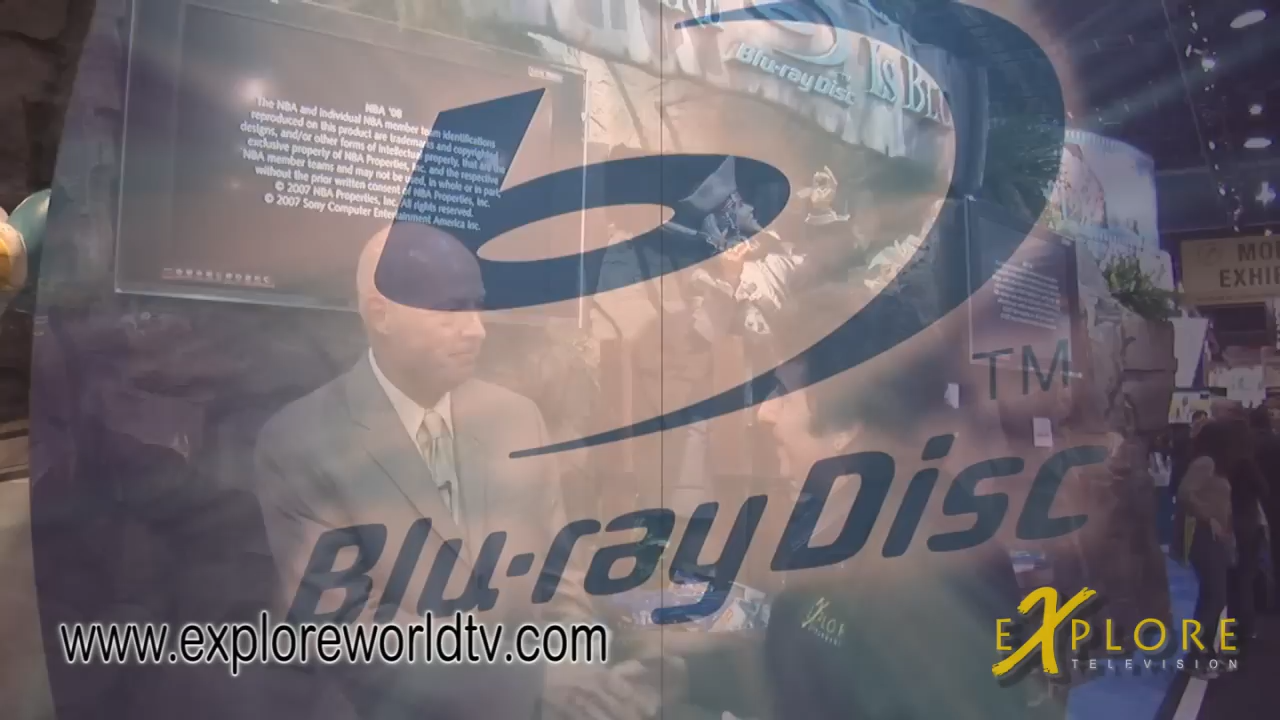 is Blu
Blu-ray Disc
NBA '08
The NBA and individual NBA member team identifications
reproduced on this product are trademarks and copyrighted
designs, and/or other forms of intellectual property, that are the
exclusive property of NBA Properties, Inc. and the respective
NBA member teams and may not be used, in whole or in part,
without the prior written consent of NBA Properties, Inc.
© 2007 NBA Properties, Inc. All rights reserved.
© 2007 Sony Computer Entertainment America Inc.
EXHI
TM
Blu-ray Disc
www.exploreworldtv.com
EXPLORE
TELEVISION